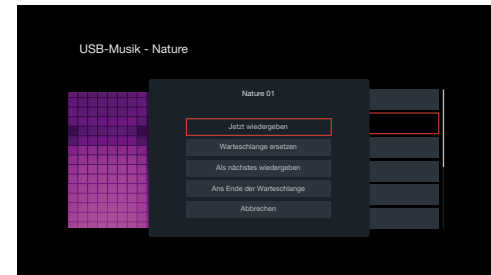 USB-Musik - Nature
Nature 01
Jetzt wiedergeben
Warteschlange ersetzen
Als nächstes wiedergeben
Ans Ende der Warteschlange
Abbrechen